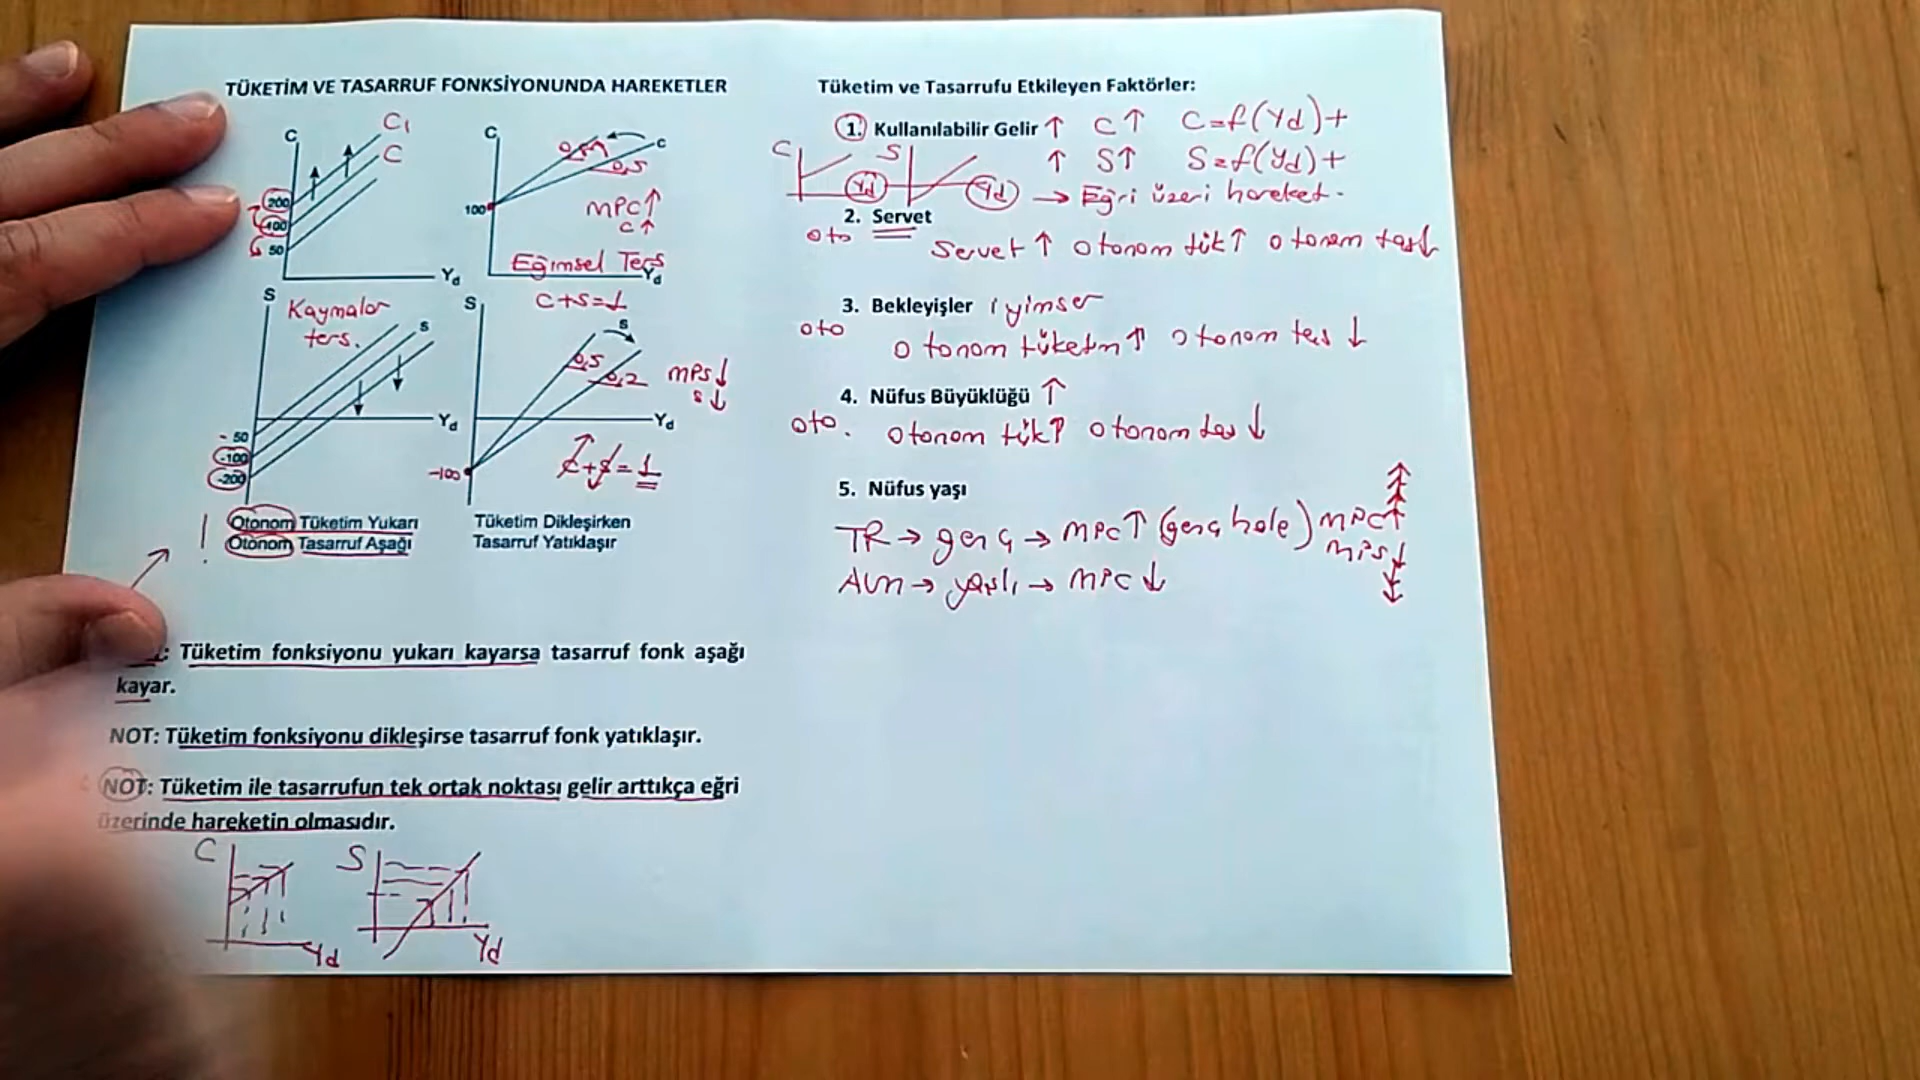 TÜKETİM VE TASARRUF FONKSİYONUNDA HAREKETLER
C C₁
C
200
100
50
Yd
C
c
0,5
100
MPC↑
C↑
Eğimsel Ters
Yd
S
Kaymalar
ters.
S
Yd
- 50
-100
-200
S
C+S=1
S
0,5
0,2
MPS↓
S↓
Yd
-100
C+S=1
! Otonom Tüketim Yukarı
Otonom Tasarruf Aşağı
Tüketim Dikleşirken
Tasarruf Yatıklaşır
: Tüketim fonksiyonu yukarı kayarsa tasarruf fonk aşağı
kayar.
NOT: Tüketim fonksiyonu dikleşirse tasarruf fonk yatıklaşır.
NOT: Tüketim ile tasarrufun tek ortak noktası gelir arttıkça eğri
üzerinde hareketin olmasıdır.
C
Yd
S
Yd
Tüketim ve Tasarrufu Etkileyen Faktörler:
1. Kullanılabilir Gelir ↑ C↑ C=f(Yd)+
C Yd S Yd ↑ S↑ S=f(Yd)+
→ Eğri üzeri hareket.
2. Servet
oto Servet ↑ Otonom tük↑ Otonom tas↓
3. Bekleyişler iyimser
oto Otonom tüketm↑ Otonom tas ↓
4. Nüfus Büyüklüğü ↑
oto. Otonom tük↑ Otonom tas ↓
5. Nüfus yaşı
TR → genç → MPC↑ (genç hale) MPC↑
MPS↓
ALM → yaşlı → MPC ↓